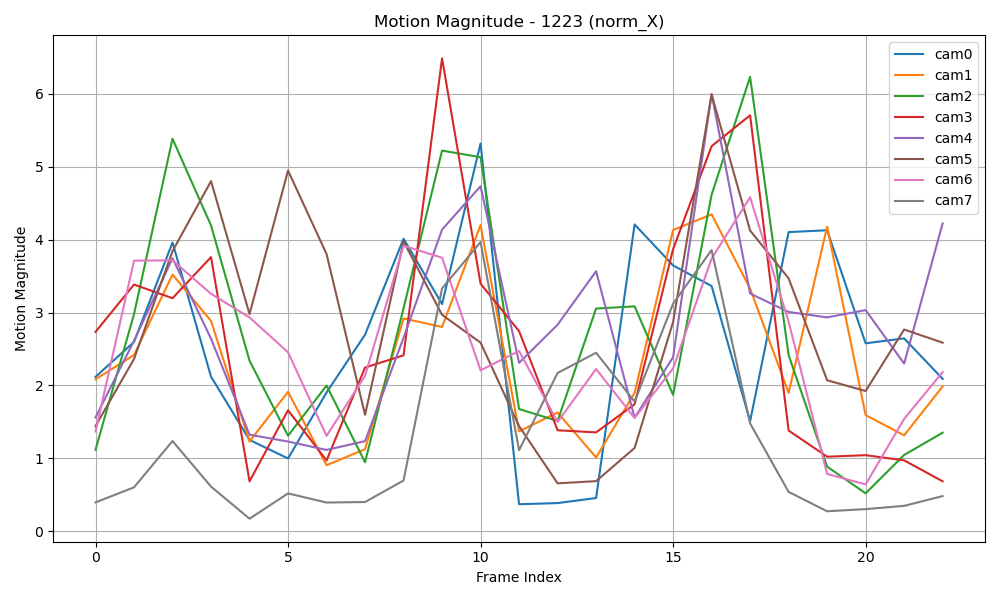 Motion Magnitude - 1223 (norm_X)
Motion Magnitude
6
5
4
3
2
1
0
0 5 10 15 20
Frame Index
cam0
cam1
cam2
cam3
cam4
cam5
cam6
cam7